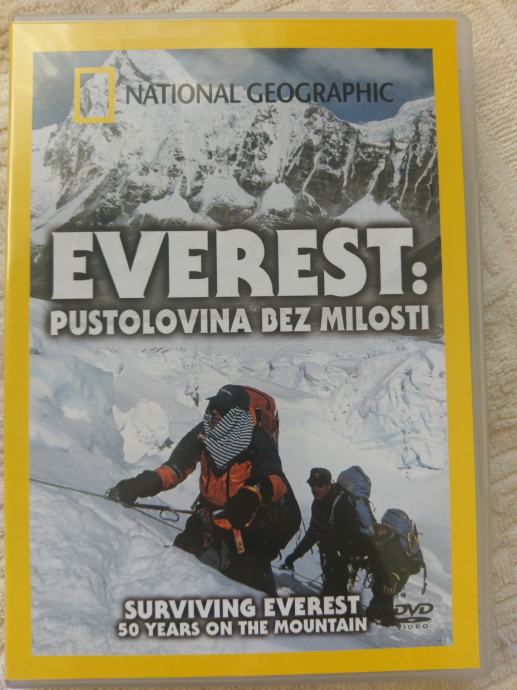 NATIONAL GEOGRAPHIC
EVEREST:
PUSTOLOVINA BEZ MILOSTI
SURVIVING EVEREST
50 YEARS ON THE MOUNTAIN
DVD
VIDEO